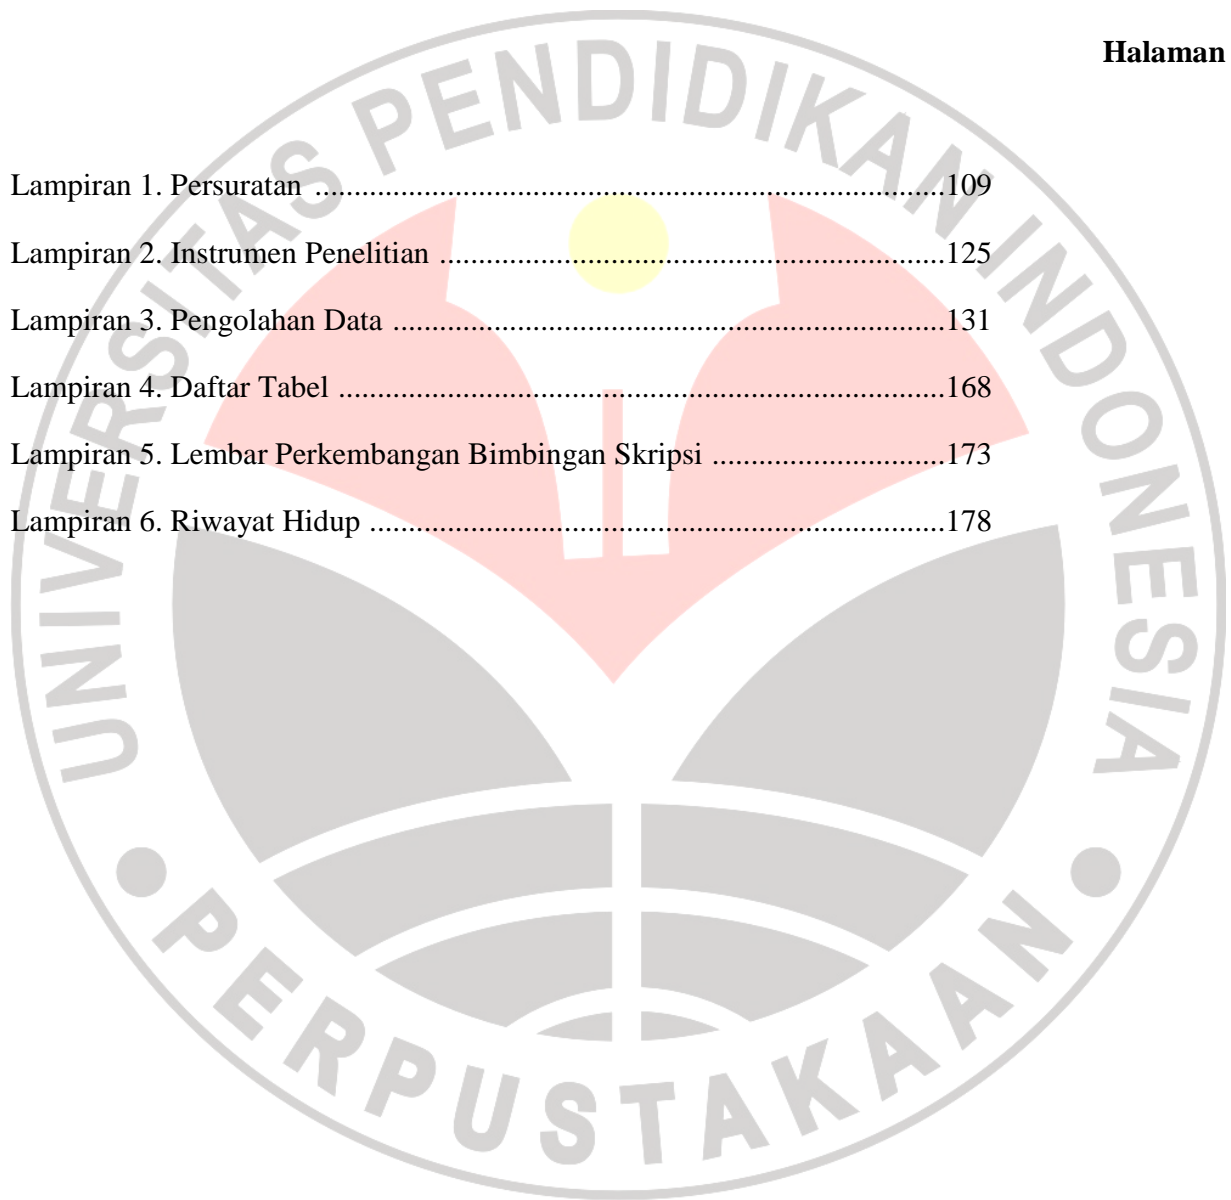 Halaman
Lampiran 1. Persuratan ................................................................................109
Lampiran 2. Instrumen Penelitian ................................................................125
Lampiran 3. Pengolahan Data ......................................................................131
Lampiran 4. Daftar Tabel .............................................................................168
Lampiran 5. Lembar Perkembangan Bimbingan Skripsi ..............................173
Lampiran 6. Riwayat Hidup .........................................................................178
UNIVERSITAS PENDIDIKAN INDONESIA
PERPUSTAKAAN